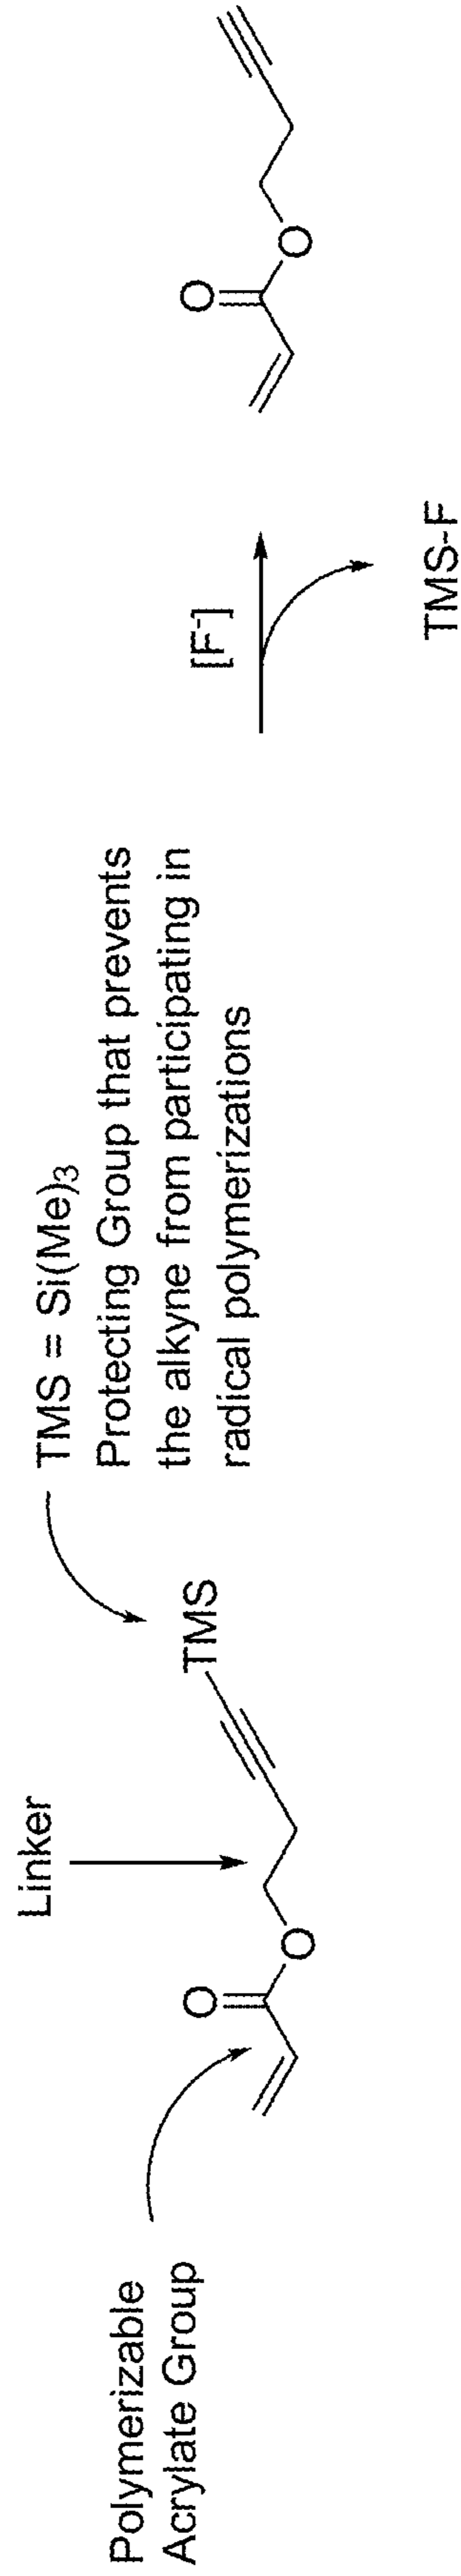 Polymerizable
Acrylate Group
Linker
O
O
TMS
TMS = Si(Me)3
Protecting Group that prevents
the alkyne from participating in
radical polymerizations
[F-]
TMS-F
O
O